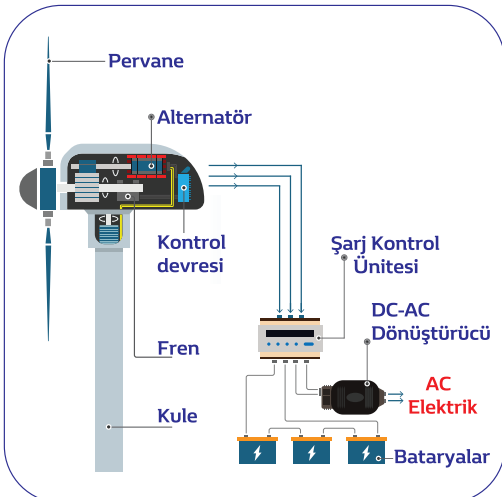 Pervane
Alternatör
Kontrol
devresi
Şarj Kontrol
Ünitesi
DC-AC
Dönüştürücü
Fren
AC
Elektrik
Kule
Bataryalar